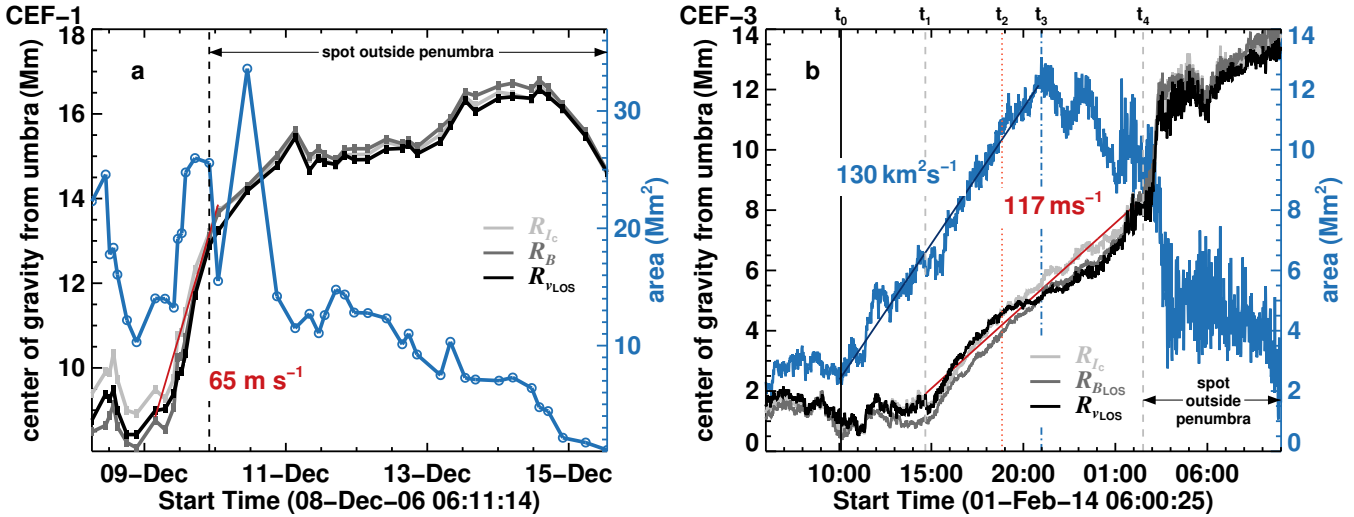 CEF−1
18
16
14
12
10
center of gravity from umbra (Mm)
a
spot outside penumbra
65 m s−1
R_Ic
R_B
R_vLOS
30
20
10
area (Mm2)
09−Dec
11−Dec
13−Dec
15−Dec
Start Time (08−Dec−06 06:11:14)
CEF−3
t0
t1
t2
t3
t4
14
12
10
8
6
4
2
0
center of gravity from umbra (Mm)
b
130 km2s−1
117 ms−1
R_Ic
R_BLOS
R_vLOS
spot
outside
penumbra
14
12
10
8
6
4
2
0
area (Mm2)
10:00
15:00
20:00
01:00
06:00
Start Time (01−Feb−14 06:00:25)